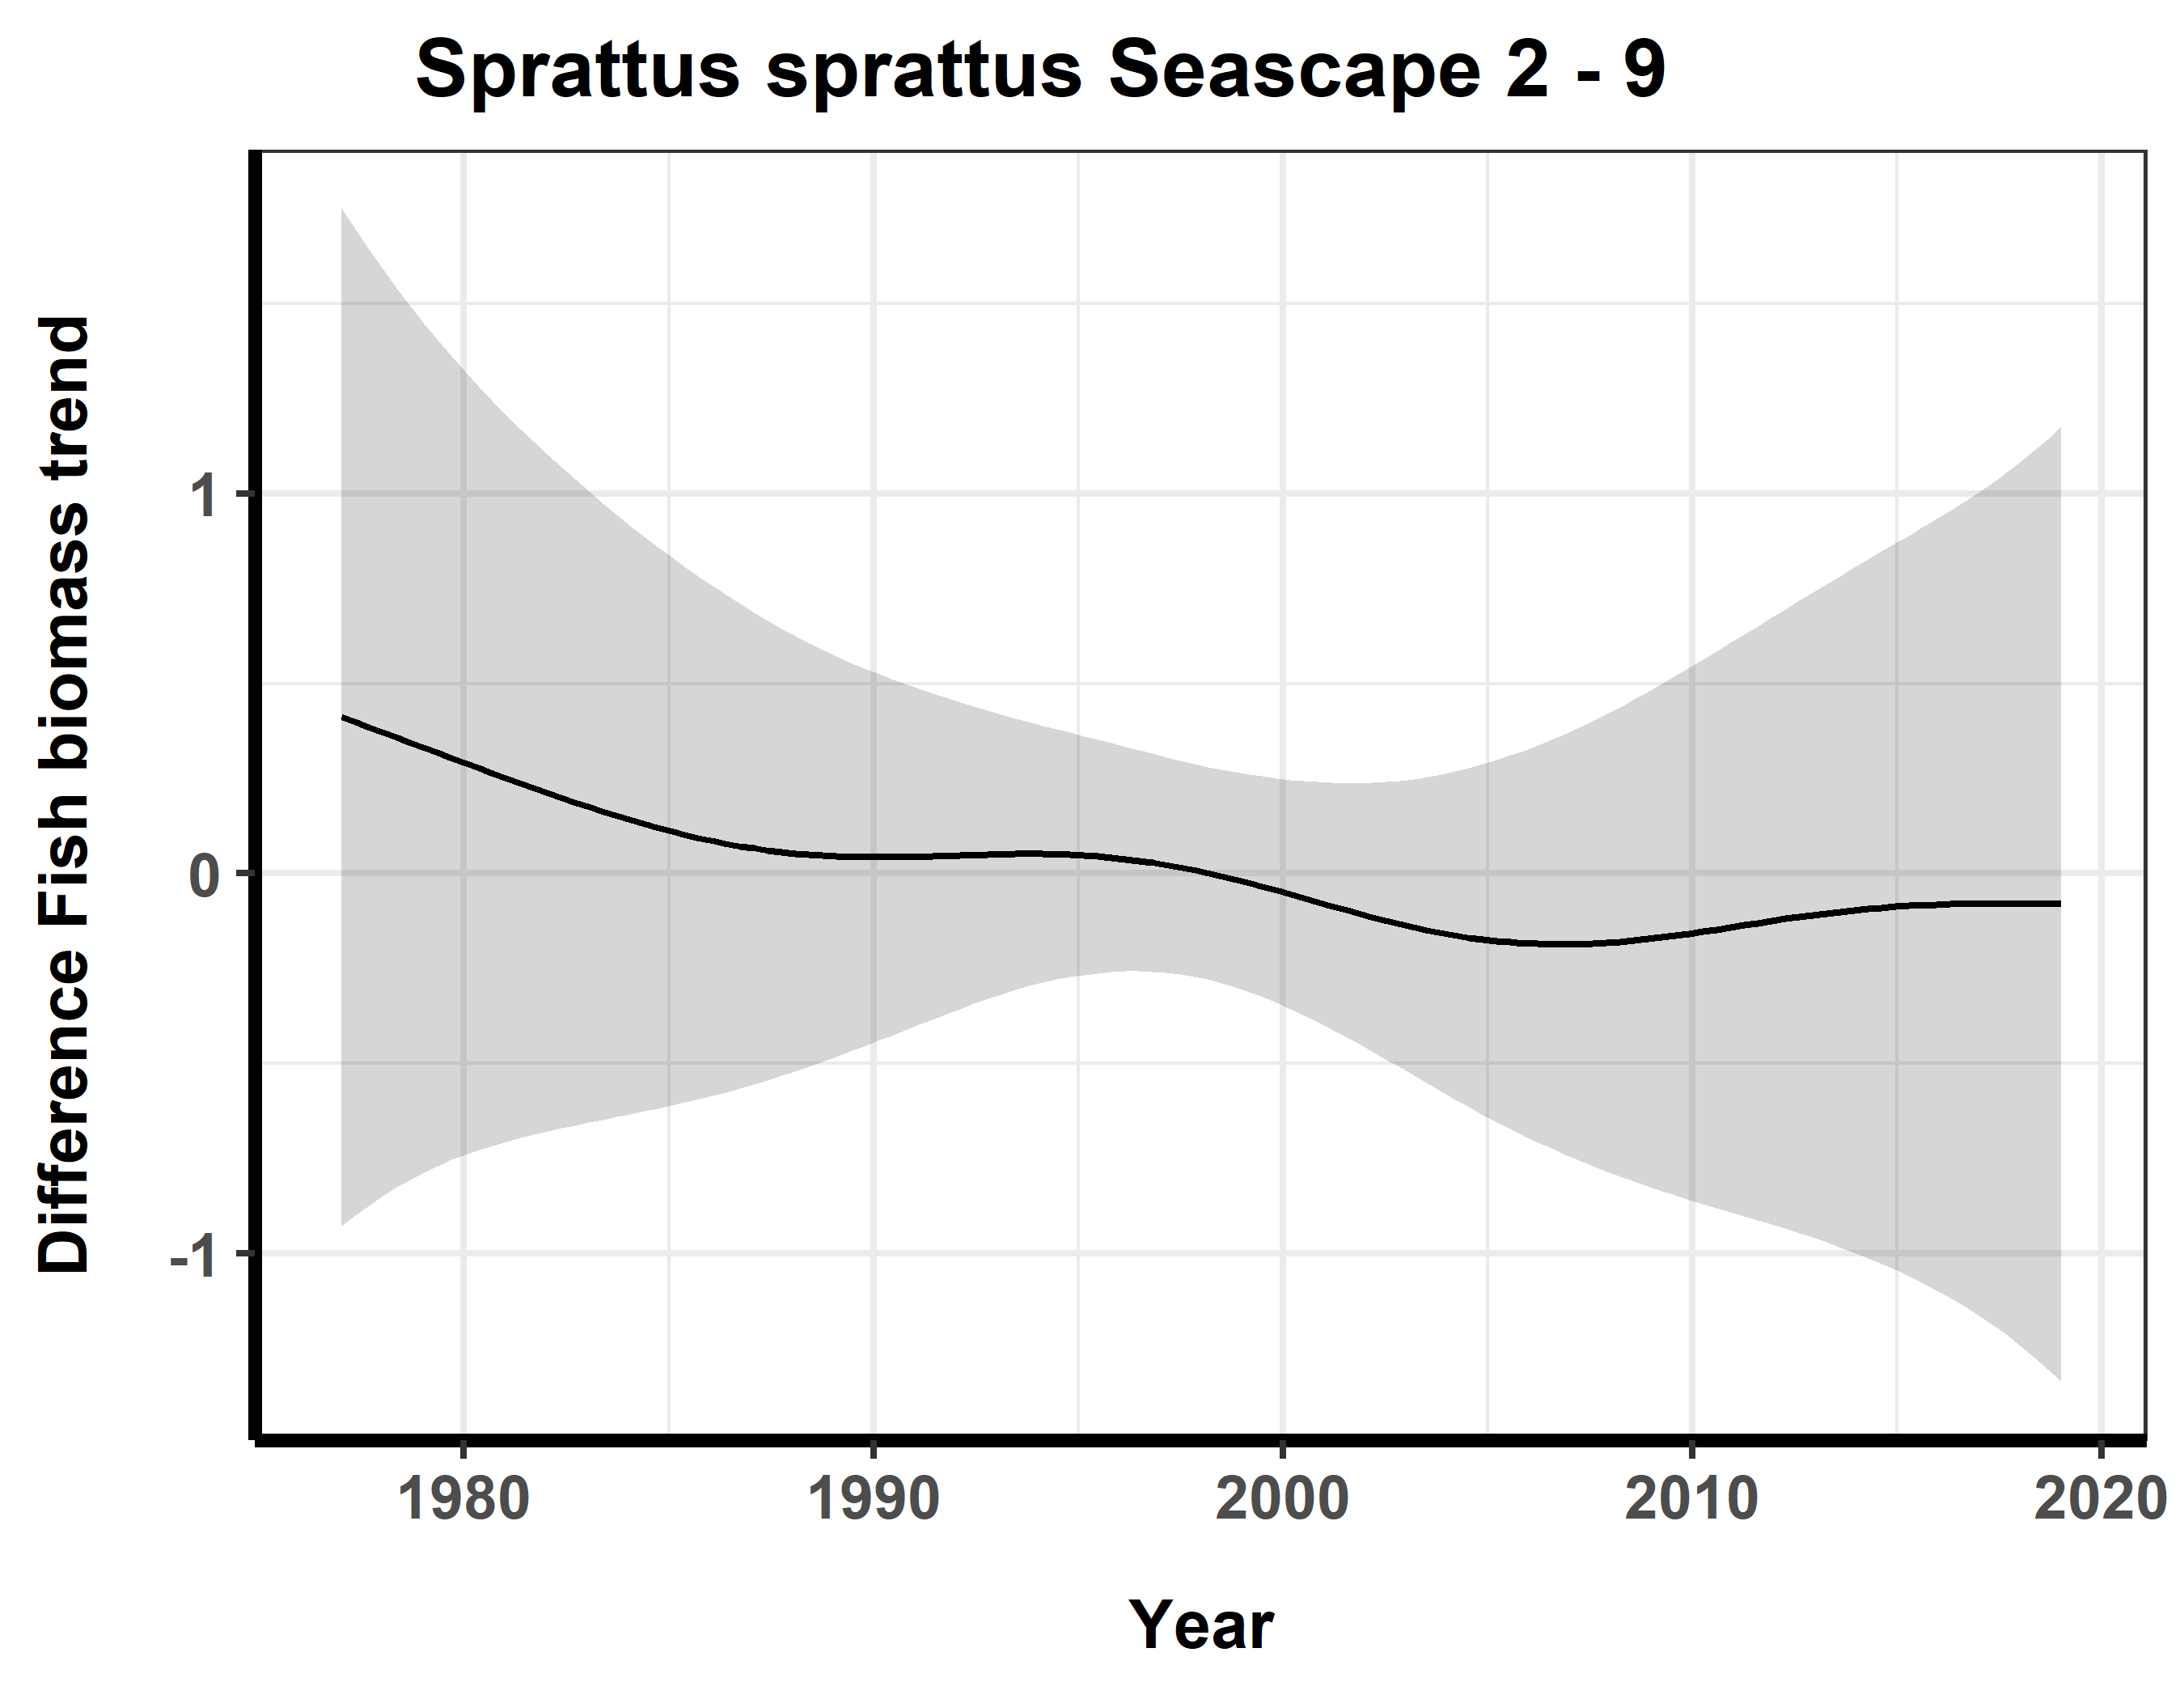 Sprattus sprattus Seascape 2 - 9
Difference Fish biomass trend
1
0
-1
1980
1990
2000
2010
2020
Year